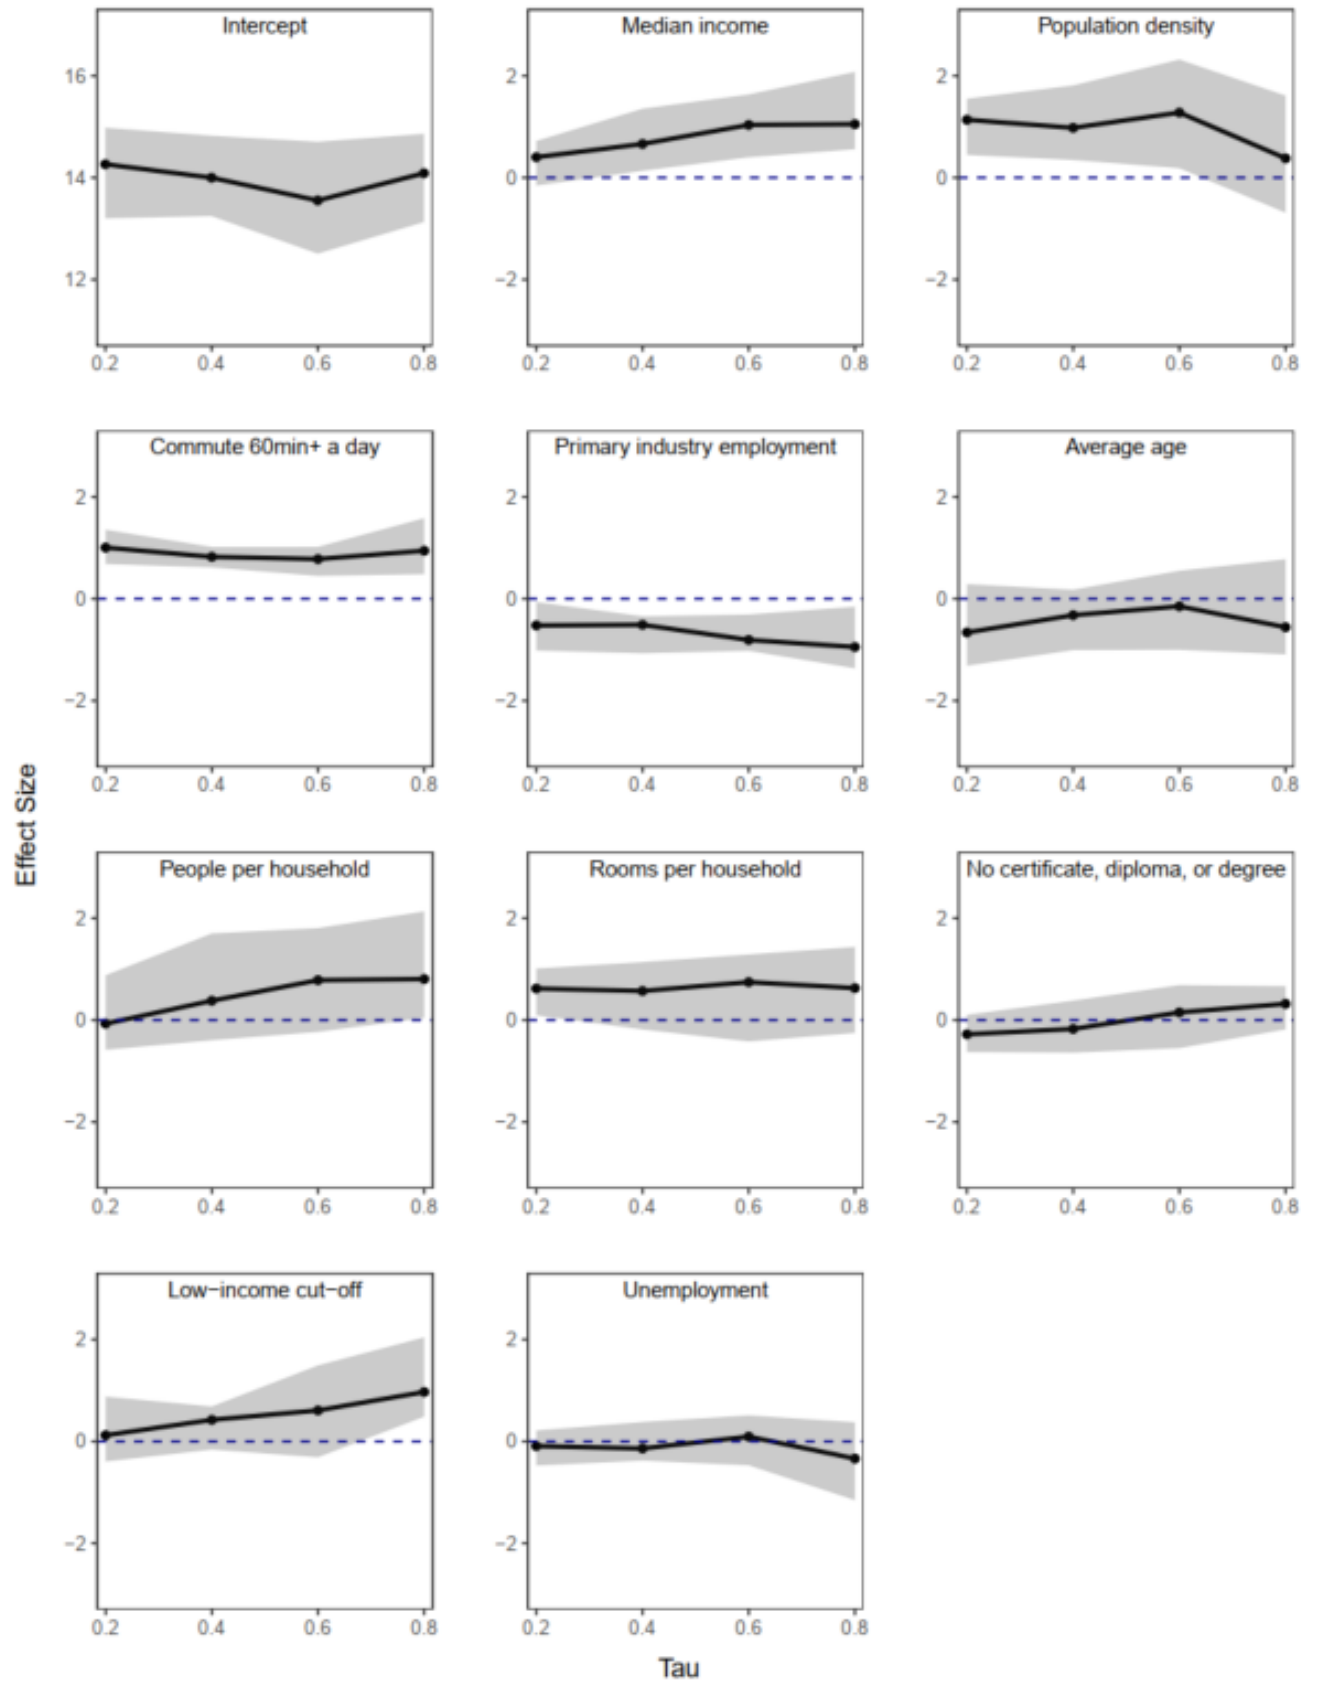 Intercept
Median income
Population density
16
14
12
2
0
−2
2
0
−2
0.2 0.4 0.6 0.8
0.2 0.4 0.6 0.8
0.2 0.4 0.6 0.8
Commute 60min+ a day
Primary industry employment
Average age
2
0
−2
2
0
−2
2
0
−2
0.2 0.4 0.6 0.8
0.2 0.4 0.6 0.8
0.2 0.4 0.6 0.8
Effect Size
People per household
Rooms per household
No certificate, diploma, or degree
2
0
−2
2
0
−2
2
0
−2
0.2 0.4 0.6 0.8
0.2 0.4 0.6 0.8
0.2 0.4 0.6 0.8
Low−income cut−off
Unemployment
2
0
−2
2
0
−2
0.2 0.4 0.6 0.8
0.2 0.4 0.6 0.8
Tau